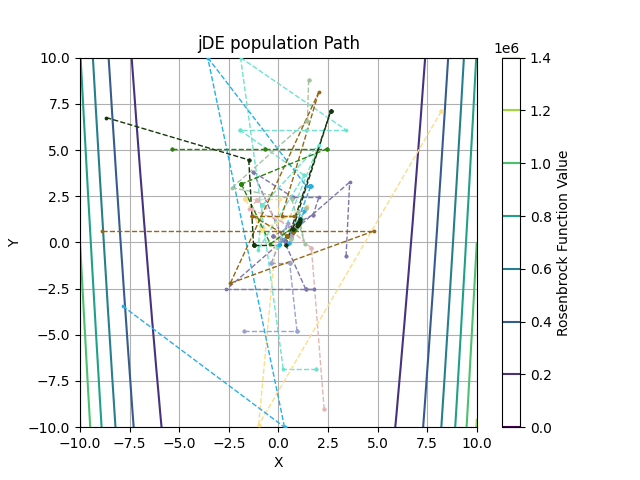 jDE population Path
1e6
10.0
7.5
5.0
2.5
0.0
−2.5
−5.0
−7.5
−10.0
Y
−10.0 −7.5 −5.0 −2.5 0.0 2.5 5.0 7.5 10.0
X
1.4
1.2
1.0
0.8
0.6
0.4
0.2
0.0
Rosenbrock Function Value